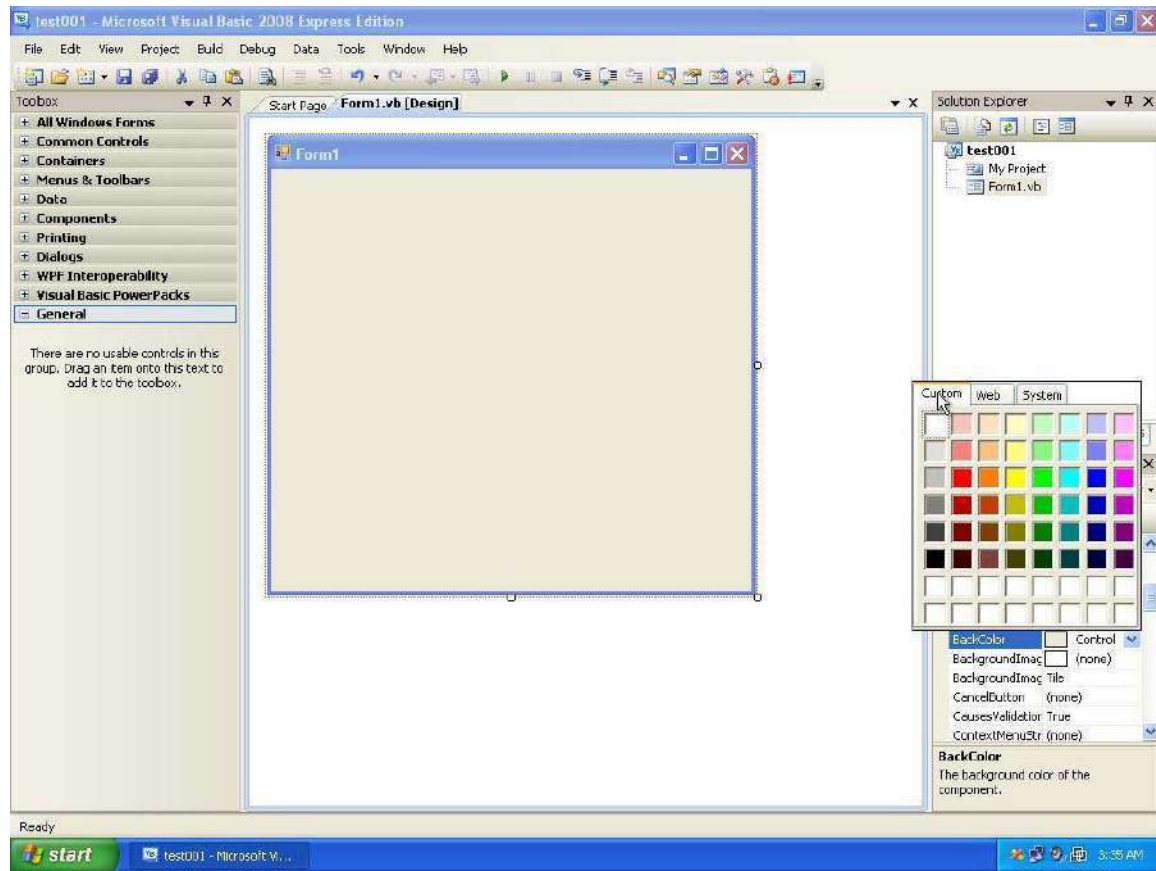 test001 - Microsoft Visual Basic 2008 Express Edition
File Edit View Project Build Debug Data Tools Window Help
Toolbox
All Windows Forms
Common Controls
Containers
Menus & Toolbars
Data
Components
Printing
Dialogs
WPF Interoperability
Visual Basic PowerPacks
General
There are no usable controls in this
group. Drag an item onto this text to
add it to the toolbox.
Start Page Form1.vb [Design]
Form1
Solution Explorer
test001
My Project
Form1.vb
Custom Web System
BackColor Control
BackgroundImag (none)
BackgroundImag Tile
CancelButton (none)
CausesValidation True
ContextMenuStr (none)
BackColor
The background color of the
component.
Ready
start test001 - Microsoft Vi... 3:35 AM